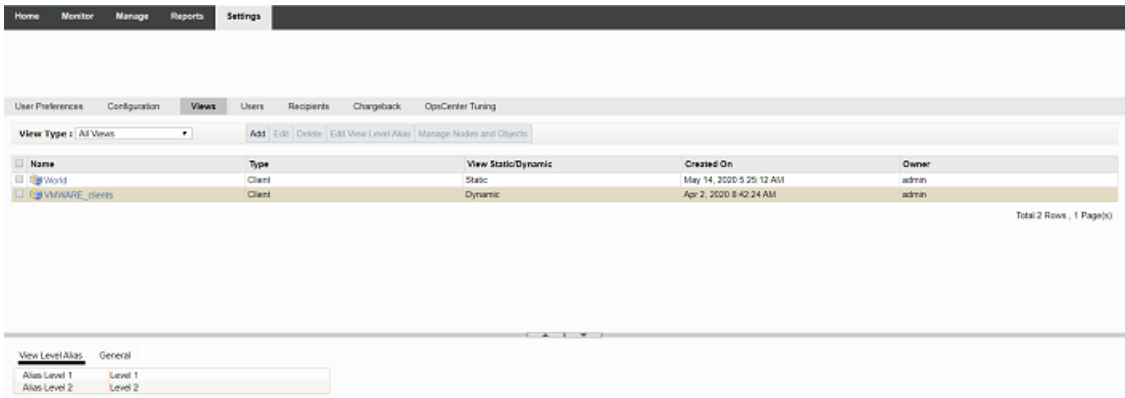 Home Monitor Manage Reports Settings
User Preferences Configuration Views Users Recipients Chargeback OpsCenter Tuning
View Type : All Views Add Edit Delete Edit View Level Alias Manage Nodes and Objects
Name Type View Static/Dynamic Created On Owner
World Client Static May 14, 2020 5:25:12 AM admin
VMWARE_clients Client Dynamic Apr 2, 2020 8:42:24 AM admin
Total 2 Rows , 1 Page(s)
View Level Alias General
Alias Level 1 Level 1
Alias Level 2 Level 2